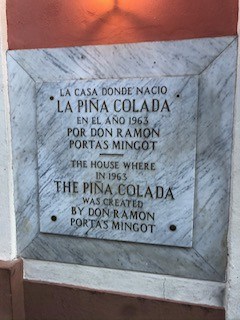 LA CASA DONDE NACIO
LA PIÑA COLADA
EN EL AÑO 1963
POR DON RAMON
PORTAS MINGOT
THE HOUSE WHERE
IN 1963
THE PIÑA COLADA
WAS CREATED
BY DON RAMON
PORTAS MINGOT